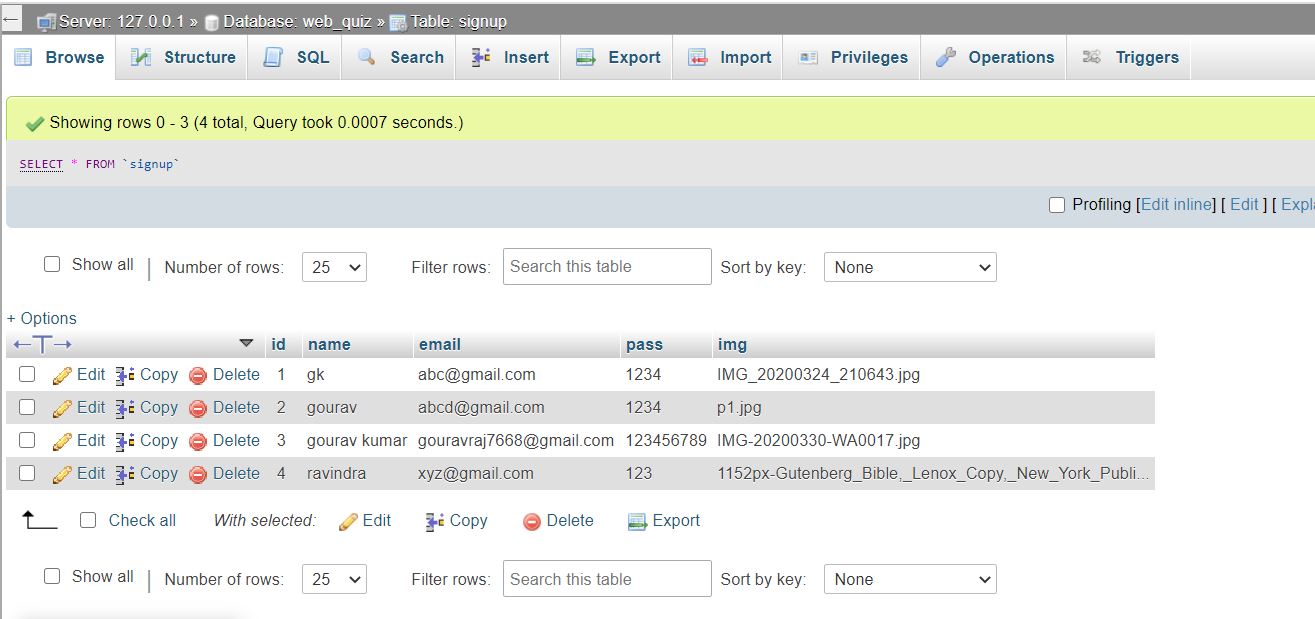 ← Server: 127.0.0.1 » Database: web_quiz » Table: signup
Browse Structure SQL Search Insert Export Import Privileges Operations Triggers
Showing rows 0 - 3 (4 total, Query took 0.0007 seconds.)
SELECT * FROM `signup`
Profiling [Edit inline] [ Edit ] [ Expla
Show all | Number of rows: 25 Filter rows: Search this table Sort by key: None
+ Options
←T→ id name email pass img
Edit Copy Delete 1 gk abc@gmail.com 1234 IMG_20200324_210643.jpg
Edit Copy Delete 2 gourav abcd@gmail.com 1234 p1.jpg
Edit Copy Delete 3 gourav kumar gouravraj7668@gmail.com 123456789 IMG-20200330-WA0017.jpg
Edit Copy Delete 4 ravindra xyz@gmail.com 123 1152px-Gutenberg_Bible,_Lenox_Copy,_New_York_Publi...
Check all With selected: Edit Copy Delete Export
Show all | Number of rows: 25 Filter rows: Search this table Sort by key: None